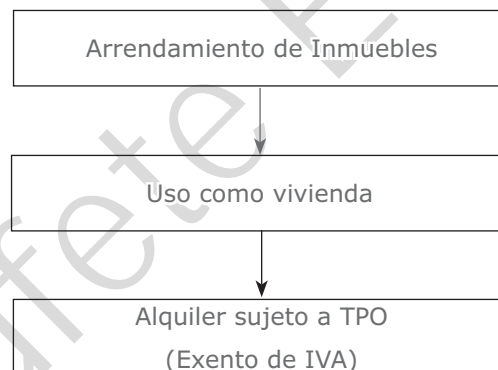 Arrendamiento de Inmuebles
Uso como vivienda
Alquiler sujeto a TPO
(Exento de IVA)